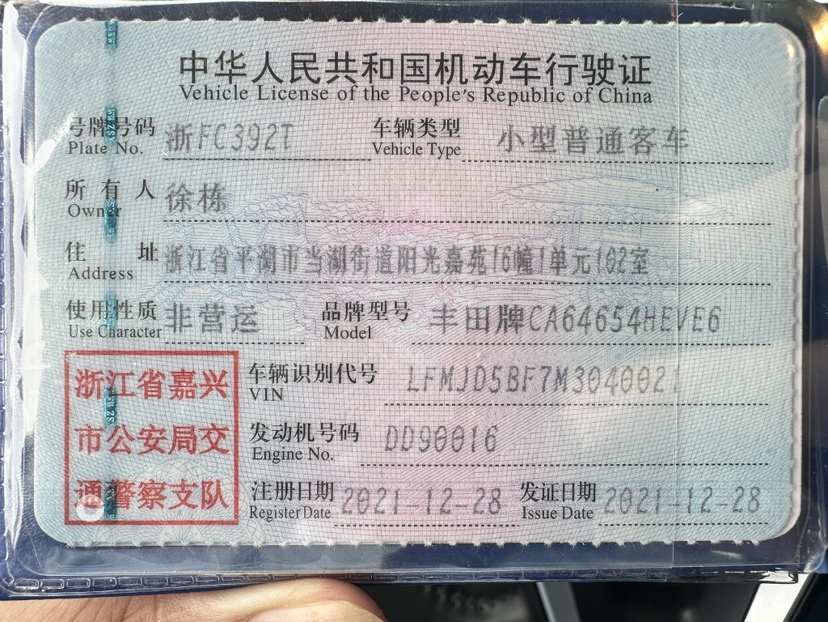 中华人民共和国机动车行驶证
Vehicle License of the People's Republic of China
号牌号码 浙FC392T 车辆类型 小型普通客车
Plate No. Vehicle Type
所有人 徐栋
Owner
住址 浙江省平湖市当湖街道阳光嘉苑16幢1单元102室
Address
使用性质 非营运 品牌型号 丰田牌CA64654HEVE6
Use Character Model
浙江省嘉兴
市公安局交
通警察支队
车辆识别代号 LFMJD5BF7M3040021
VIN
发动机号码 DD90016
Engine No.
注册日期 2021-12-28 发证日期 2021-12-28
Register Date Issue Date